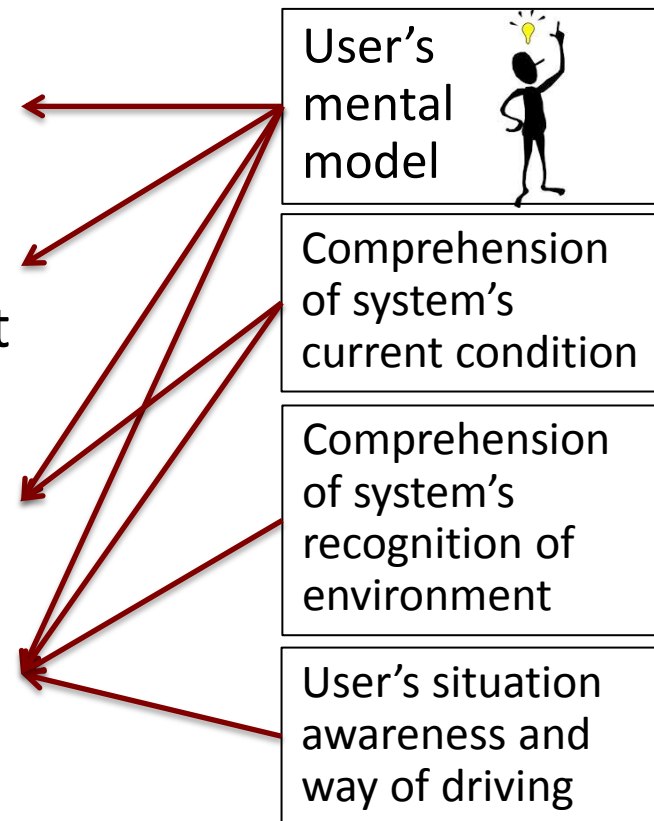 User’s
mental
model
Comprehension
of system’s
current condition
t
Comprehension
of system’s
recognition of
environment
User’s situation
awareness and
way of driving